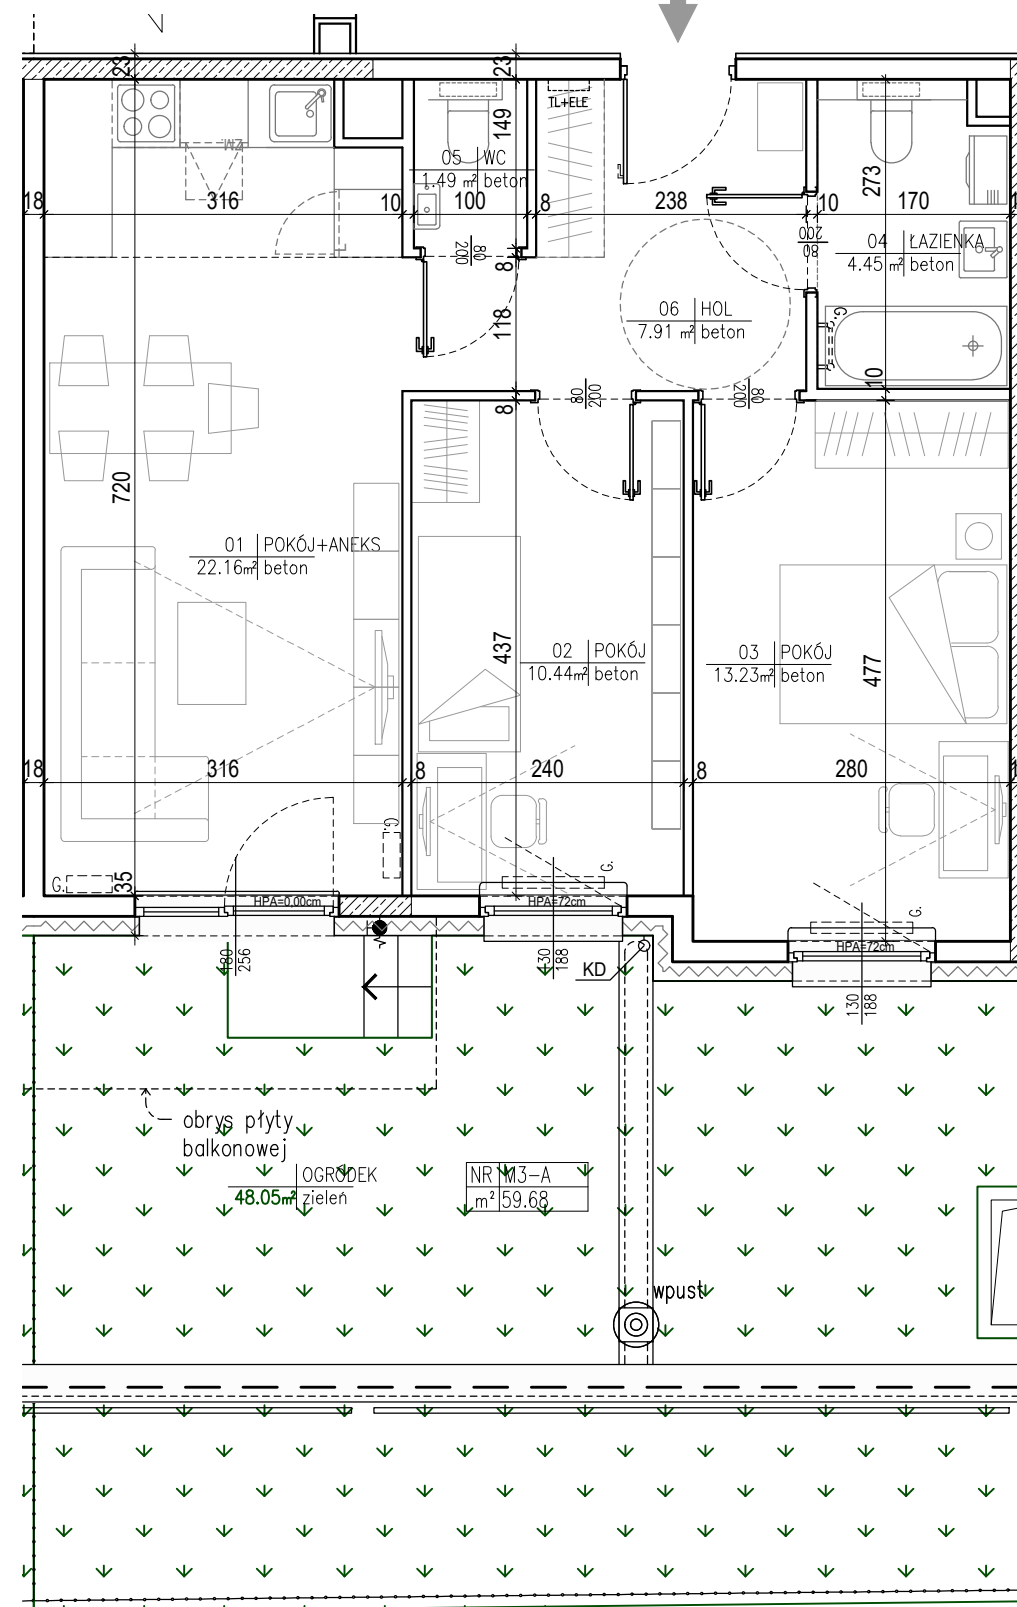 23
23
TL+ELE
149
ZM.
05 WC
1.49 m² beton
273
18
316
10
100
8
238
10
170
80
200
8
80
200
04 ŁAZIENKA
4.45 m² beton
118
06 HOL
7.91 m² beton
G.
10
8
80
200
80
200
720
01 POKÓJ+ANEKS
22.16m² beton
437
02 POKÓJ
10.44m² beton
03 POKÓJ
13.23m² beton
477
18
316
8
240
8
280
G.
G.
35
G.
HPA=0,00cm
HPA=72cm
G.
HPA=72cm
180
256
130
188
KD
130
188
obrys płyty
balkonowej
OGRÓDEK
48.05m² zieleń
NR M3-A
m² 59.68
wpust